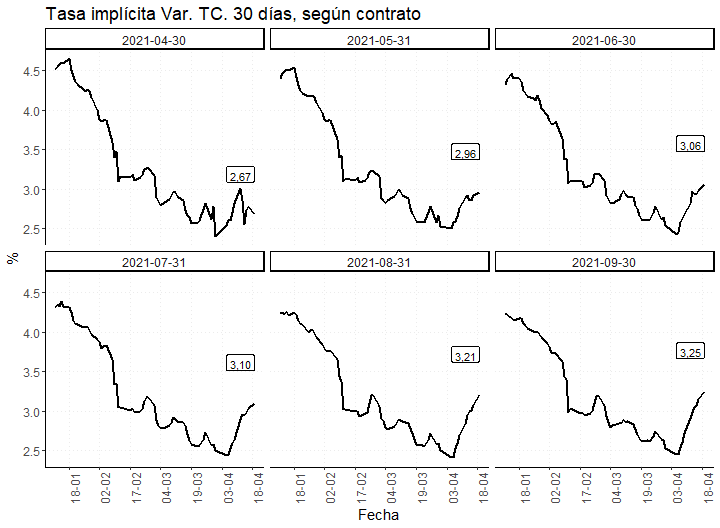 Tasa implícita Var. TC. 30 días, según contrato
2021-04-30 2021-05-31 2021-06-30
4.5
4.0
3.5
3.0
2.5
2,67 2,96 3,06
%
2021-07-31 2021-08-31 2021-09-30
4.5
4.0
3.5
3.0
2.5
3,10 3,21 3,25
18-01 02-02 17-02 04-03 19-03 03-04 18-04 18-01 02-02 17-02 04-03 19-03 03-04 18-04 18-01 02-02 17-02 04-03 19-03 03-04 18-04
Fecha